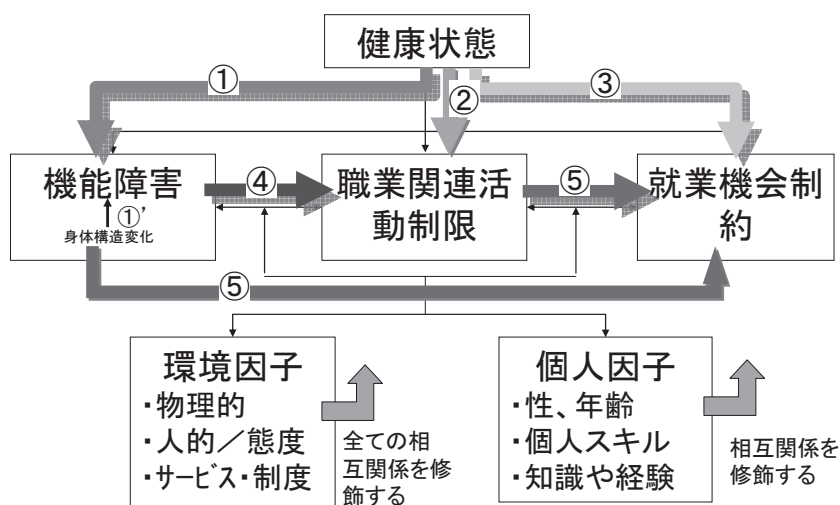 健康状態
①
②
③
機能障害
①’
身体構造変化
④
職業関連活
動制限
⑤
就業機会制
約
⑤
環境因子
・物理的
・人的／態度
・サービス・制度
全ての相
互関係を修
飾する
個人因子
・性、年齢
・個人スキル
・知識や経験
相互関係を
修飾する